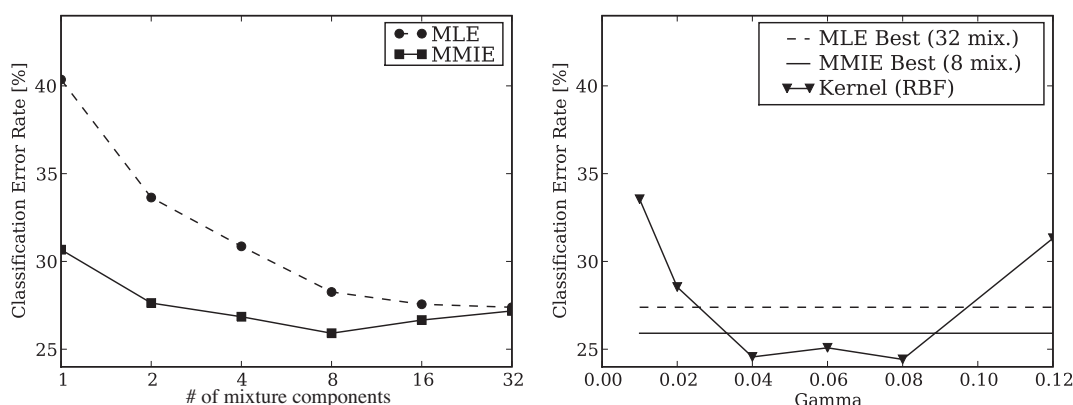 MLE
MMIE
Classification Error Rate [%]
40
35
30
25
1 2 4 8 16 32
# of mixture components
MLE Best (32 mix.)
MMIE Best (8 mix.)
Kernel (RBF)
Classification Error Rate [%]
40
35
30
25
0.00 0.02 0.04 0.06 0.08 0.10 0.12
Gamma